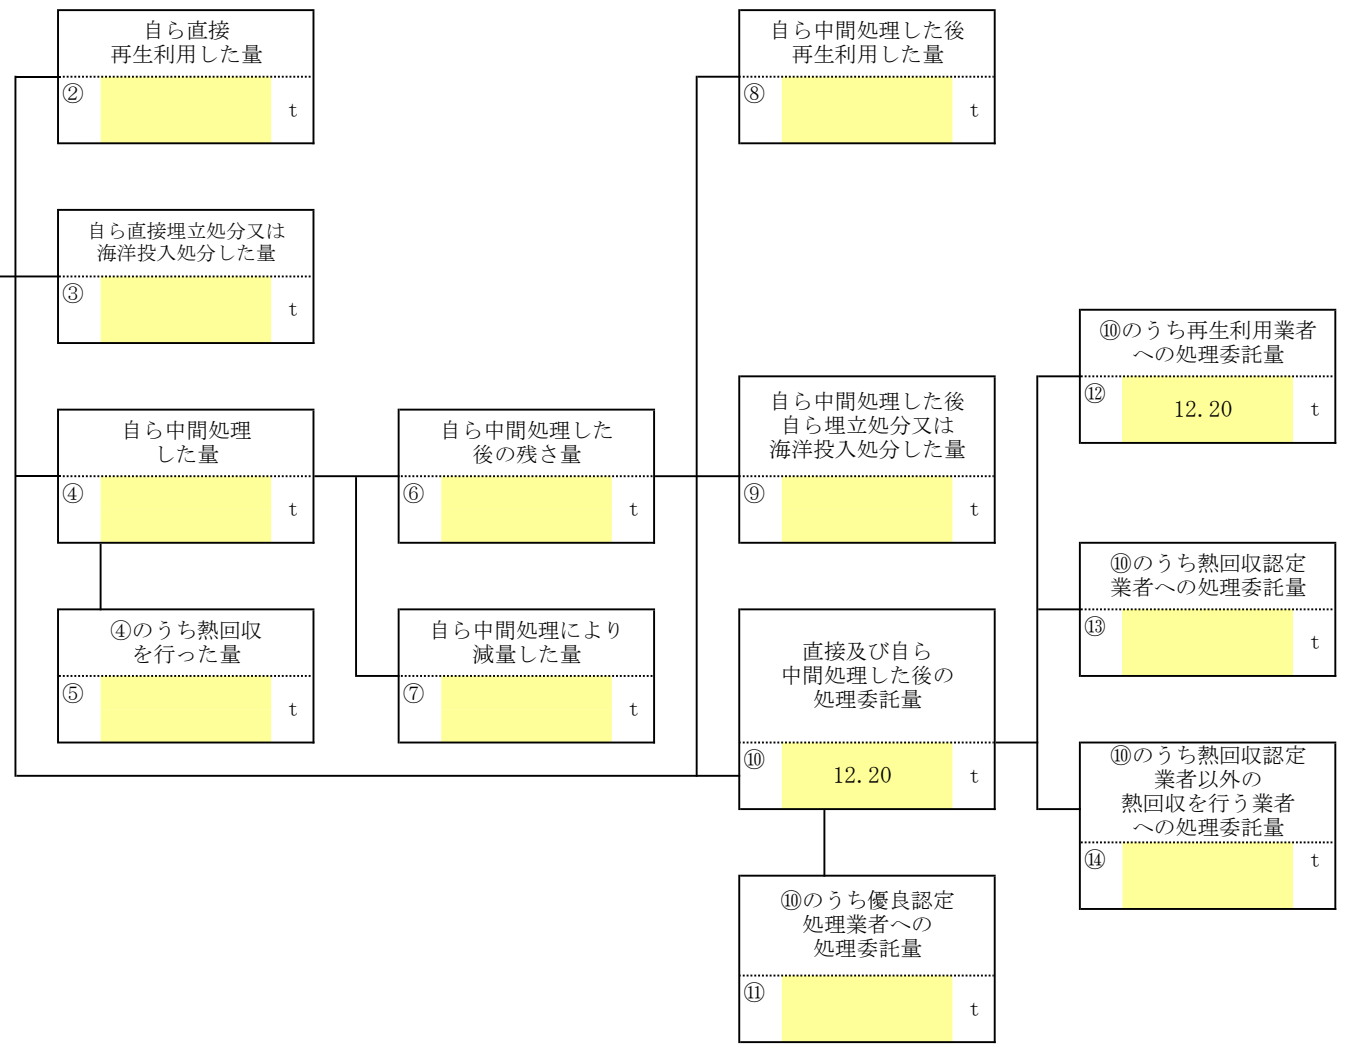 自ら直接
再生利用した量
②
t
自ら中間処理した後
再生利用した量
⑧
t
自ら直接埋立処分又は
海洋投入処分した量
③
t
⑩のうち再生利用業者
への処理委託量
⑫
12.20
t
自ら中間処理
した量
④
t
自ら中間処理した
後の残さ量
⑥
t
自ら中間処理した後
自ら埋立処分又は
海洋投入処分した量
⑨
t
⑩のうち熱回収認定
業者への処理委託量
⑬
t
④のうち熱回収
を行った量
⑤
t
自ら中間処理により
減量した量
⑦
t
直接及び自ら
中間処理した後の
処理委託量
⑩
12.20
t
⑩のうち熱回収認定
業者以外の
熱回収を行う業者
への処理委託量
⑭
t
⑩のうち優良認定
処理業者への
処理委託量
⑪
t